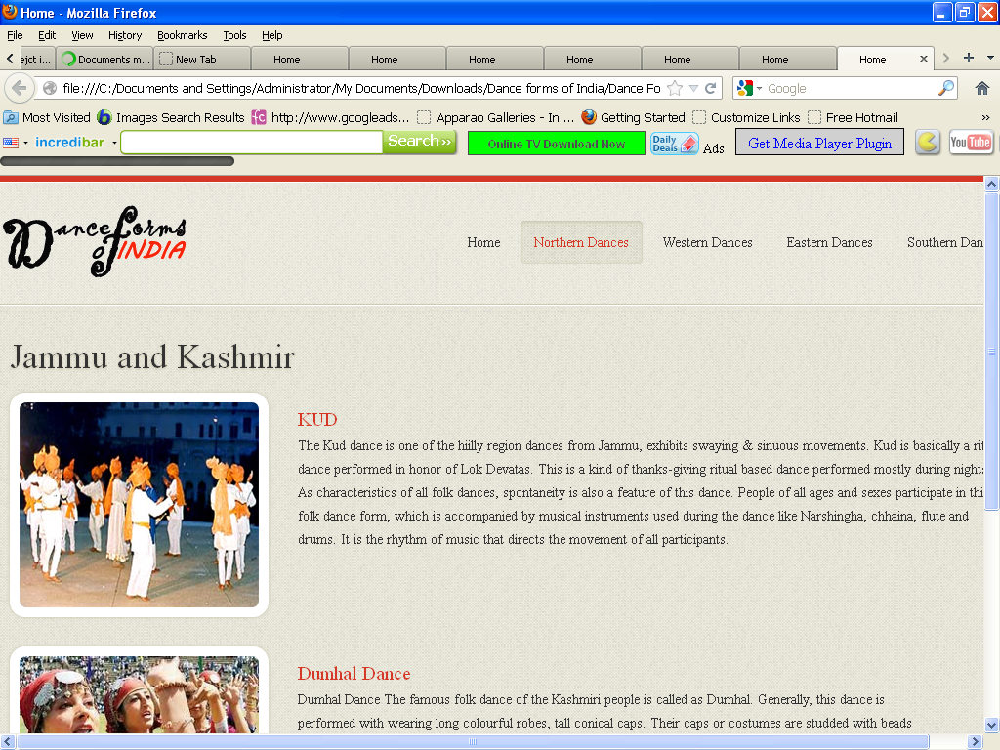 Home - Mozilla Firefox
File Edit View History Bookmarks Tools Help
ejct i... Documents m... New Tab Home Home Home Home Home Home Home
file:///C:/Documents and Settings/Administrator/My Documents/Downloads/Dance forms of India/Dance Fo Google
Most Visited Images Search Results http://www.googleads... Apparao Galleries - In ... Getting Started Customize Links Free Hotmail »
incredibar Search ›› Online TV Download Now Daily Deals Ads Get Media Player Plugin YouTube
Dance forms of INDIA
Home Northern Dances Western Dances Eastern Dances Southern Dan
Jammu and Kashmir
KUD
The Kud dance is one of the hiilly region dances from Jammu, exhibits swaying & sinuous movements. Kud is basically a rit
dance performed in honor of Lok Devatas. This is a kind of thanks-giving ritual based dance performed mostly during nights
As characteristics of all folk dances, spontaneity is also a feature of this dance. People of all ages and sexes participate in thi
folk dance form, which is accompanied by musical instruments used during the dance like Narshingha, chhaina, flute and
drums. It is the rhythm of music that directs the movement of all participants.
Dumhal Dance
Dumhal Dance The famous folk dance of the Kashmiri people is called as Dumhal. Generally, this dance is
performed with wearing long colourful robes, tall conical caps. Their caps or costumes are studded with beads